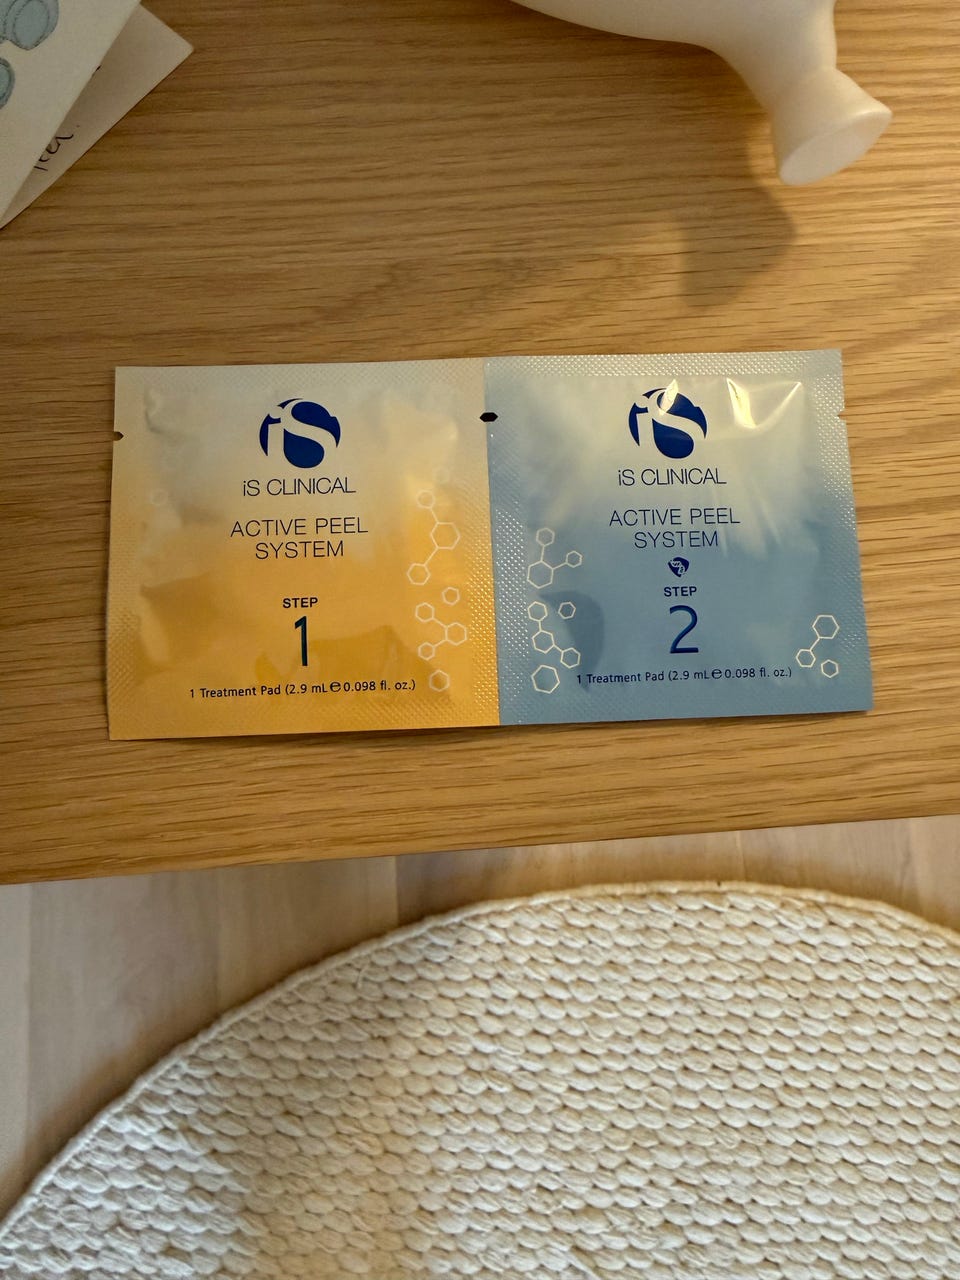 iS
iS CLINICAL
ACTIVE PEEL
SYSTEM
STEP
1
1 Treatment Pad (2.9 mL ℮ 0.098 fl. oz.)
iS
iS CLINICAL
ACTIVE PEEL
SYSTEM
STEP
2
1 Treatment Pad (2.9 mL ℮ 0.098 fl. oz.)